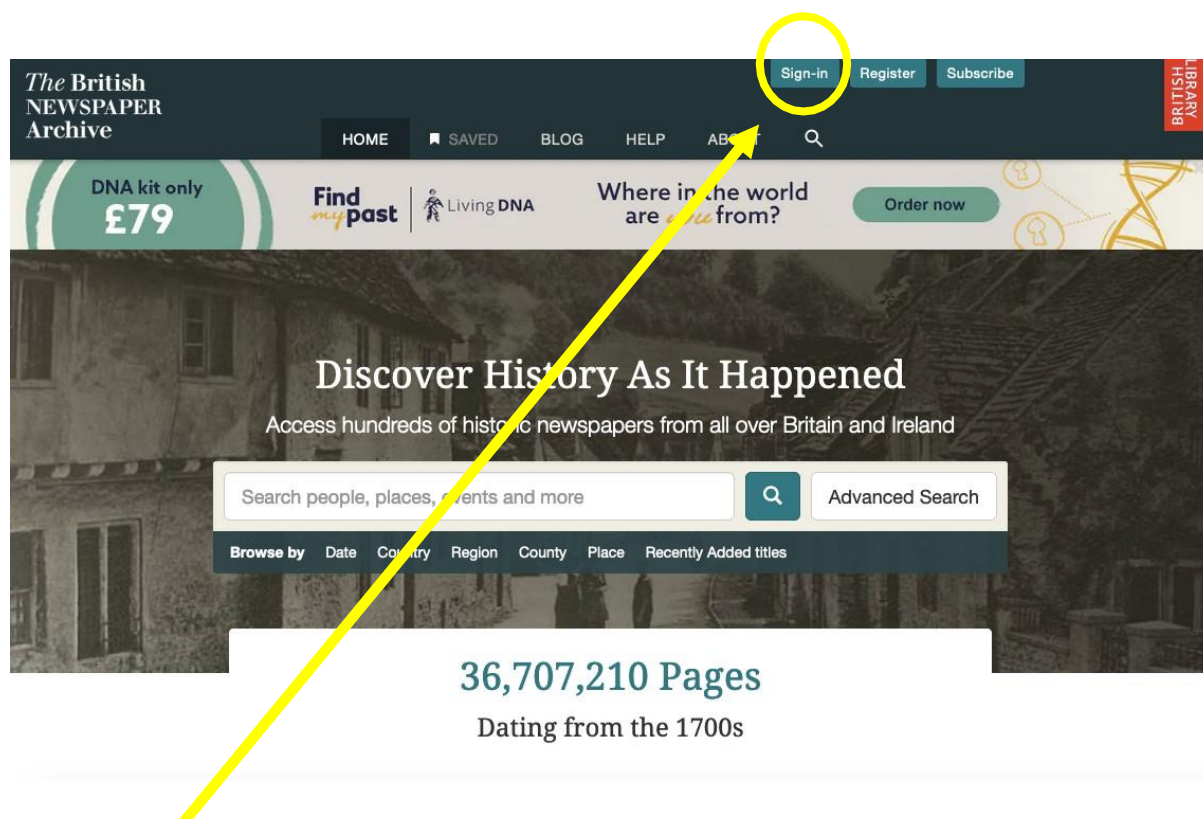 The British
NEWSPAPER
Archive
Sign-in Register Subscribe
BRITISH
LIBRARY
HOME SAVED BLOG HELP ABOUT
DNA kit only
£79
Find
mypast
Living DNA
Where in the world
are you from?
Order now
Discover History As It Happened
Access hundreds of historic newspapers from all over Britain and Ireland
Search people, places, events and more
Advanced Search
Browse by Date Country Region County Place Recently Added titles
36,707,210 Pages
Dating from the 1700s